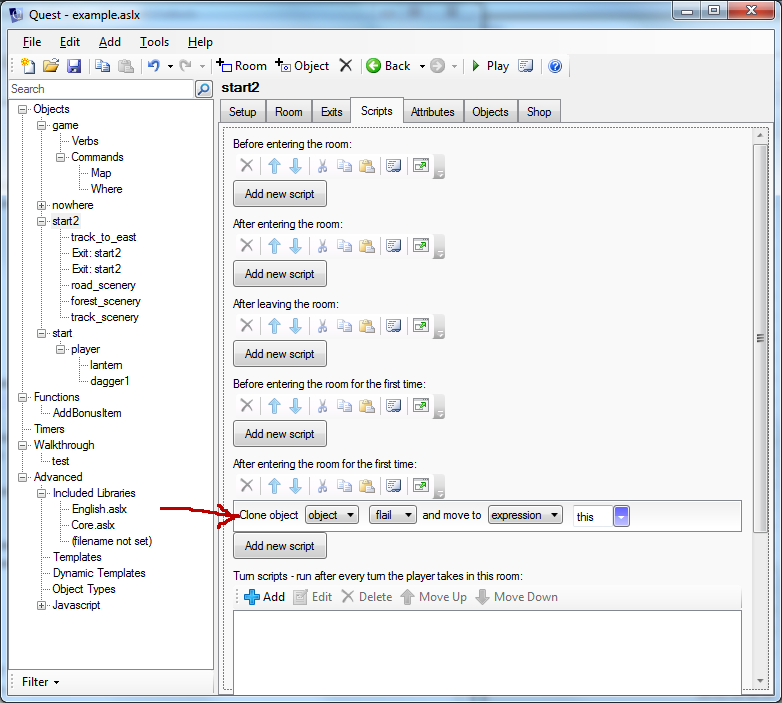 Quest - example.aslx
File Edit Add Tools Help
Room Object Back Play
Search
start2
Setup Room Exits Scripts Attributes Objects Shop
Objects
game
Verbs
Commands
Map
Where
nowhere
start2
track_to_east
Exit: start2
Exit: start2
road_scenery
forest_scenery
track_scenery
start
player
lantern
dagger1
Functions
AddBonusItem
Timers
Walkthrough
test
Advanced
Included Libraries
English.aslx
Core.aslx
(filename not set)
Templates
Dynamic Templates
Object Types
Javascript
Filter
Before entering the room:
Add new script
After entering the room:
Add new script
After leaving the room:
Add new script
Before entering the room for the first time:
Add new script
After entering the room for the first time:
Clone object object flail and move to expression this
Add new script
Turn scripts - run after every turn the player takes in this room:
Add Edit Delete Move Up Move Down